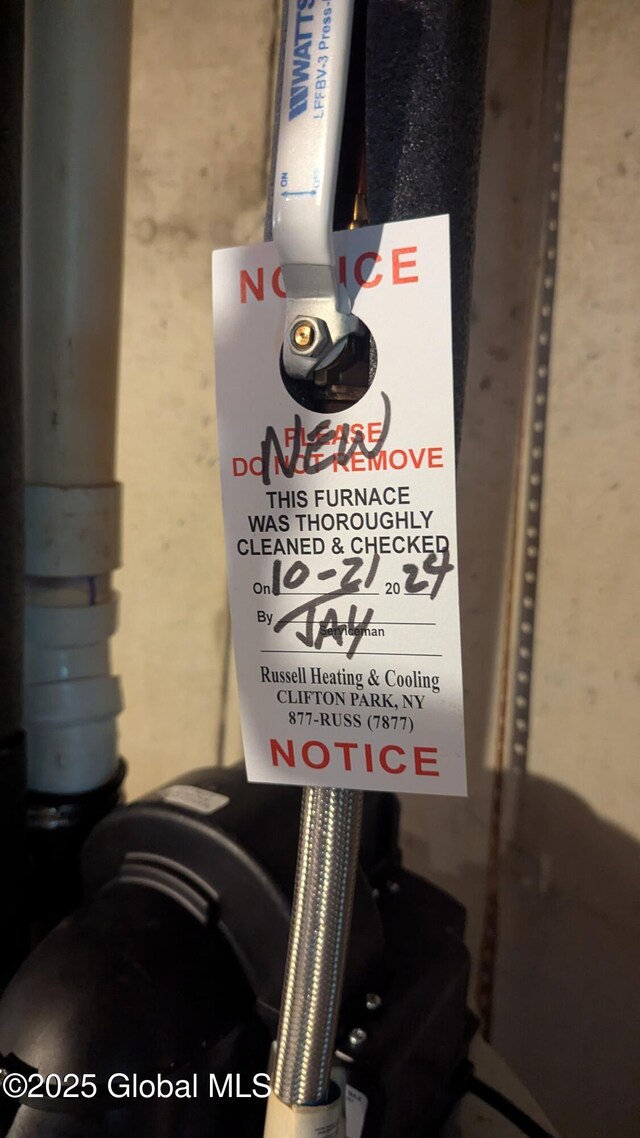 WATTS
LFFBV-3 Press-
ON
OFF
NOTICE
NEW
PLEASE
DO NOT REMOVE
THIS FURNACE
WAS THOROUGHLY
CLEANED & CHECKED
On 10-21 20 24
By JAY
Serviceman
Russell Heating & Cooling
CLIFTON PARK, NY
877-RUSS (7877)
NOTICE
©2025 Global MLS